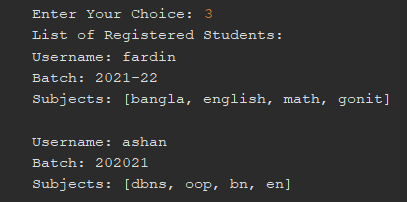 Enter Your Choice: 3
List of Registered Students:
Username: fardin
Batch: 2021-22
Subjects: [bangla, english, math, gonit]
Username: ashan
Batch: 202021
Subjects: [dbns, oop, bn, en]